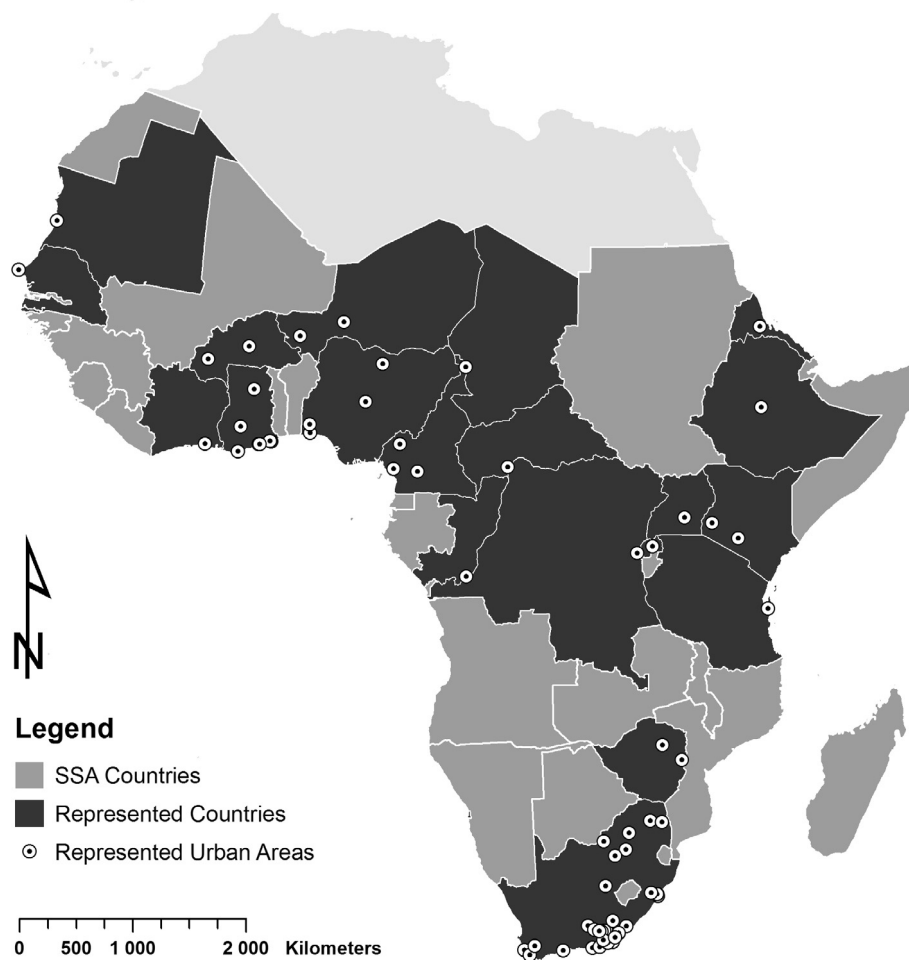 N
Legend
SSA Countries
Represented Countries
Represented Urban Areas
0 500 1 000 2 000 Kilometers